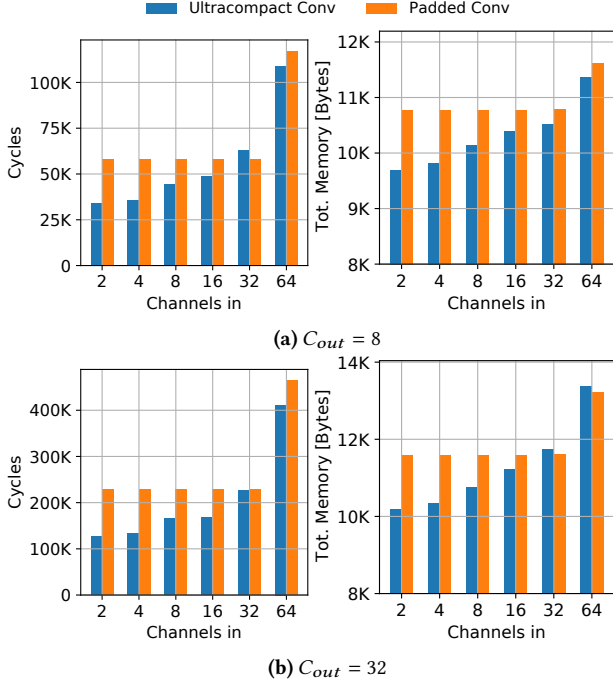 Ultracompact Conv Padded Conv
Cycles
100K
75K
50K
25K
0
2 4 8 16 32 64
Channels in
Tot. Memory [Bytes]
12K
11K
10K
9K
8K
2 4 8 16 32 64
Channels in
(a) C_out = 8
Cycles
400K
300K
200K
100K
0
2 4 8 16 32 64
Channels in
Tot. Memory [Bytes]
14K
12K
10K
8K
2 4 8 16 32 64
Channels in
(b) C_out = 32